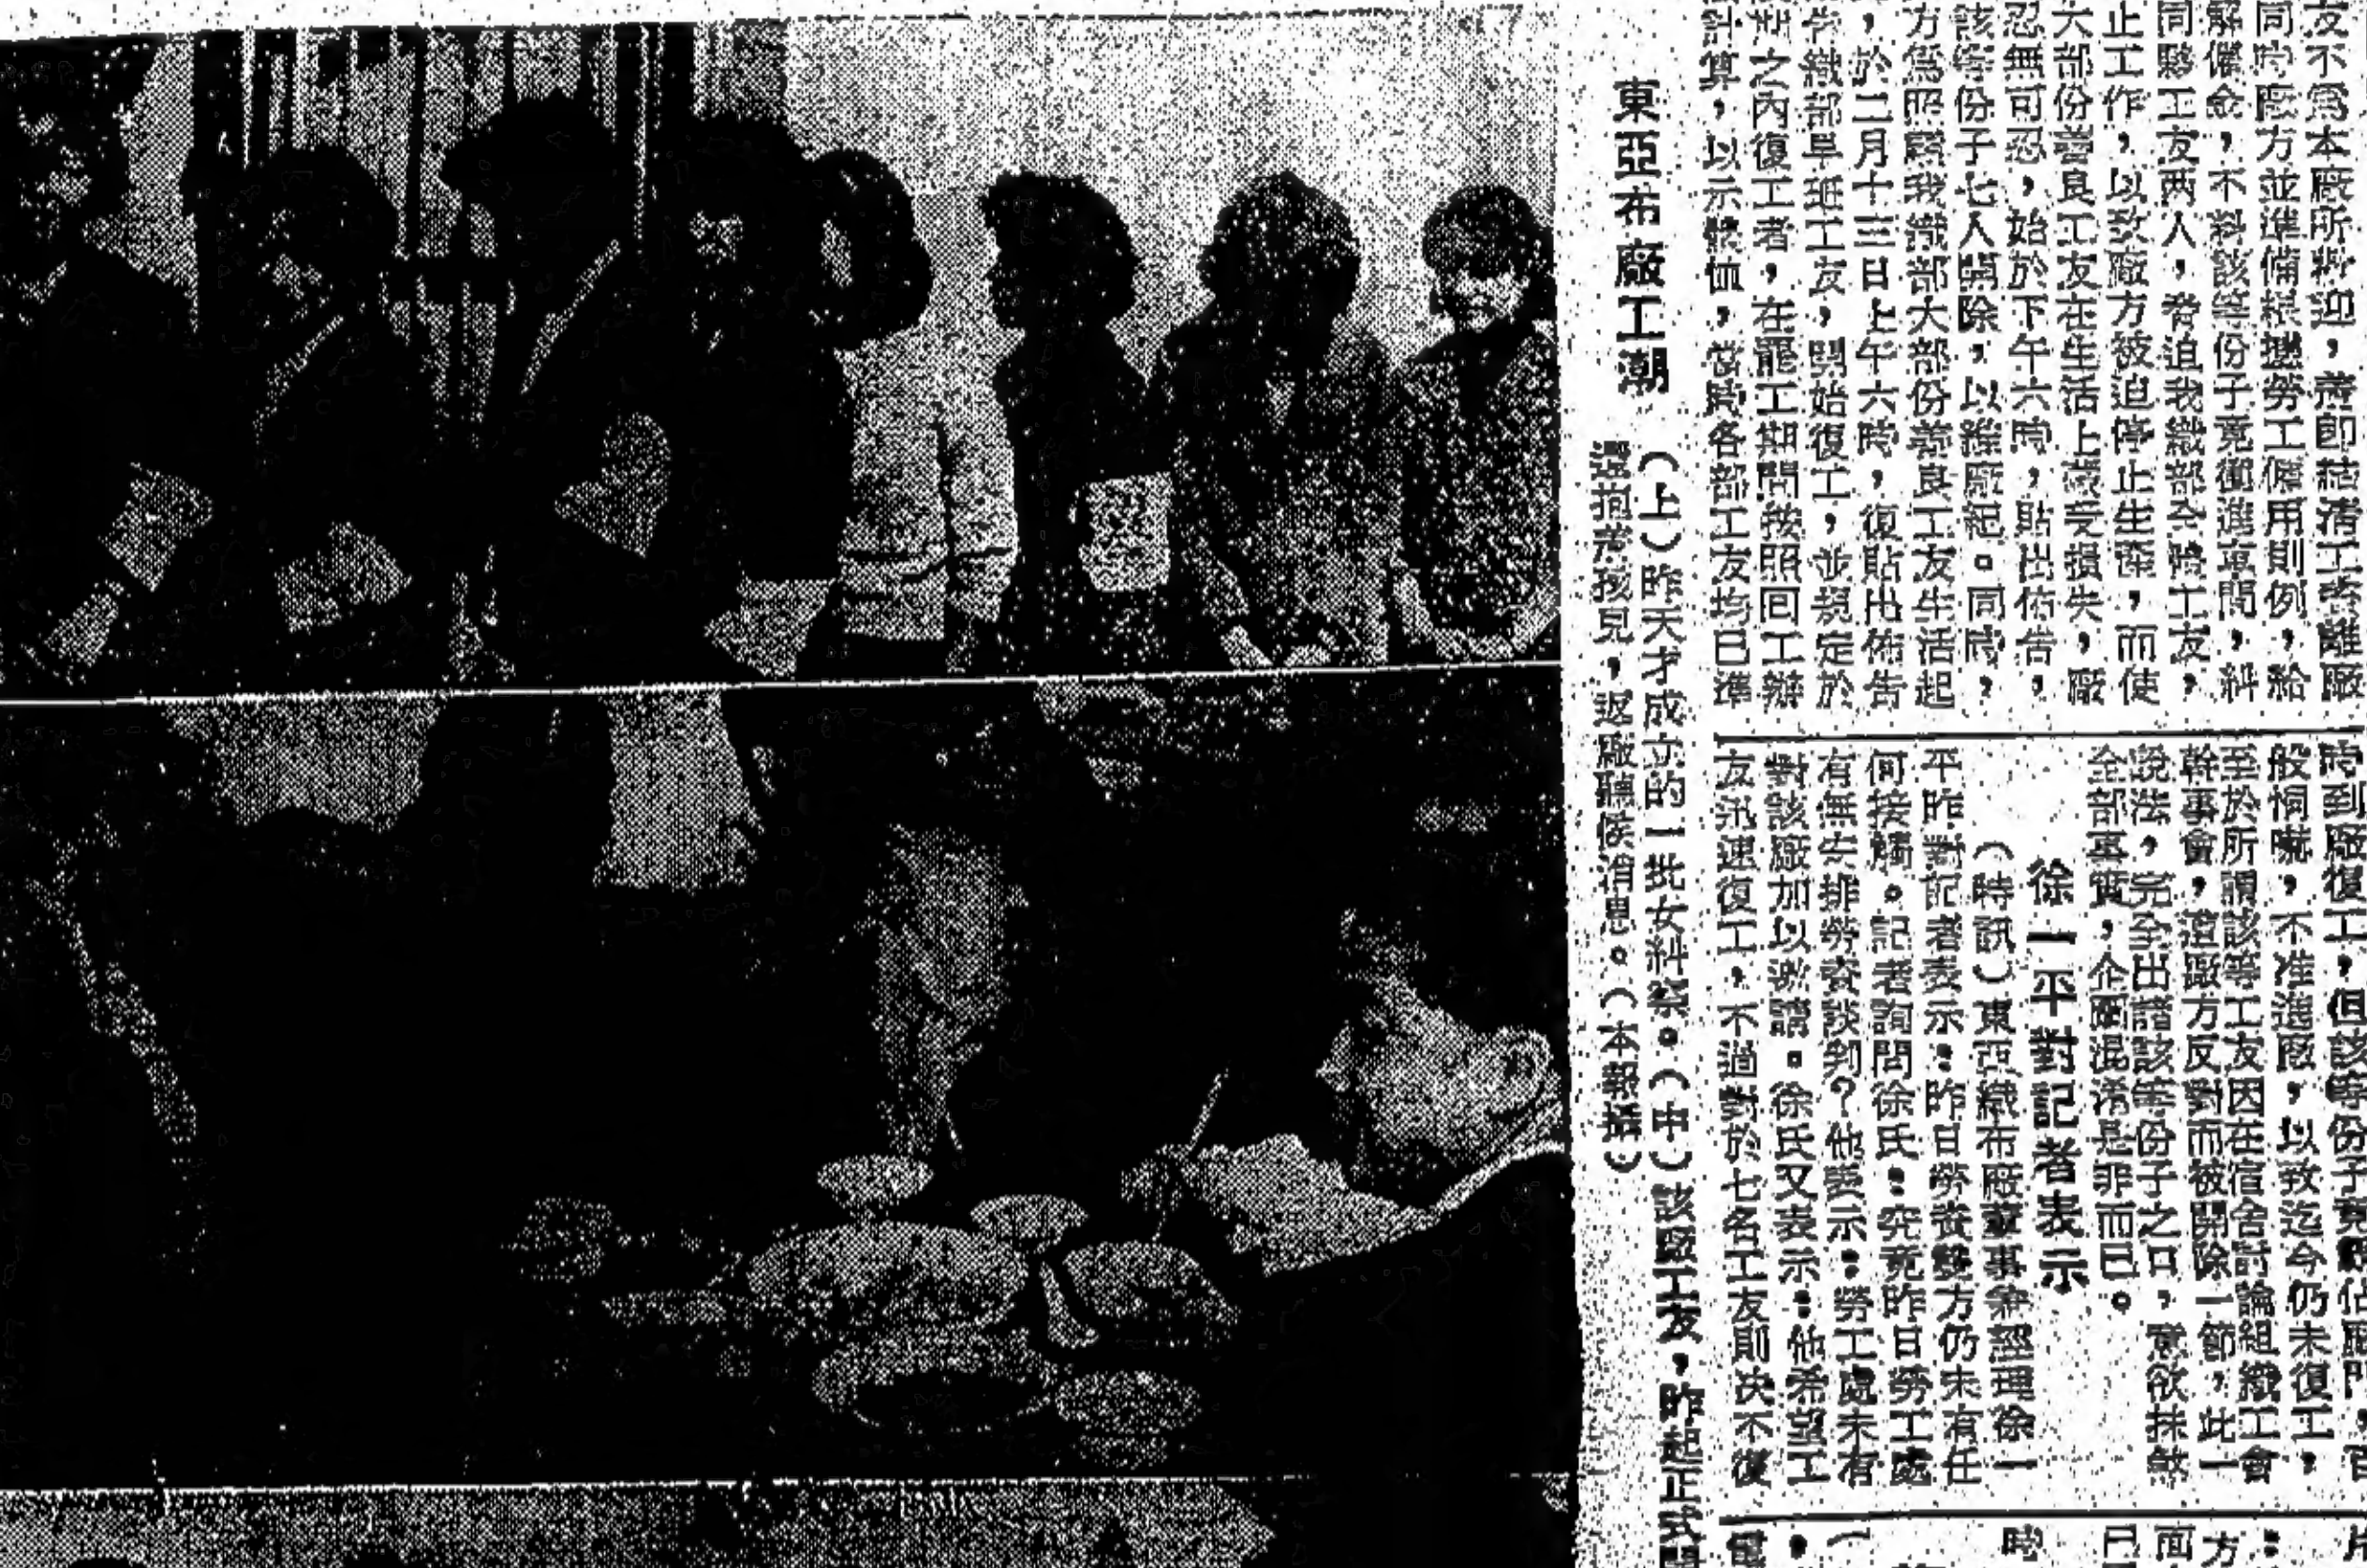 友不為本廠所歡迎，着即結清工資離廠
同時廠方並準備根據勞工僱用則例，給
解僱金，不料該等份子竟衝進車間，糾
同夥工友两人，脅迫我織部全體工友，
止工作，以致廠方被迫停止生產，而使
大部份善良工友在生活上蒙受損失，廠
忍無可忍，始於下午六時，貼出佈告，
該等份子七人開除，以維廠紀。同時，
方為照顧我織部大部份善良工友生活起
，於二月十三日上午六時，復貼出佈告
織部早班工友，開始復工，並規定於
之內復工者，在罷工期間按照回工辦
計算，以示體恤，當時各部工友均已準
時到廠復工，但該等份子竟霸佔廠門，
般恫嚇，不准進廠，以致迄今仍未復工，
至於所謂該等工友因在宿舍討論組織工會
幹事會，遭廠方反對而被開除一節，此一
說法，完全出諸該等份子之口，意欲抹煞
全部事實，企圖混淆是非而已。
徐一平對記者表示
（時訊）東亞織布廠董事兼經理徐一
平昨對記者表示：昨日勞資雙方仍未有任
何接觸。記者詢問徐氏：究竟昨日勞工處
有無安排勞資談判？他表示：勞工處未有
對該廠加以邀請。徐氏又表示：他希望工
友迅速復工，不過對於七名工友則決不復
東亞布廠工潮
（上）昨天才成立的一批女糾察。（中）該廠工友，昨起正式
還抱着孩兒，返廠聽候消息。（本報攝）